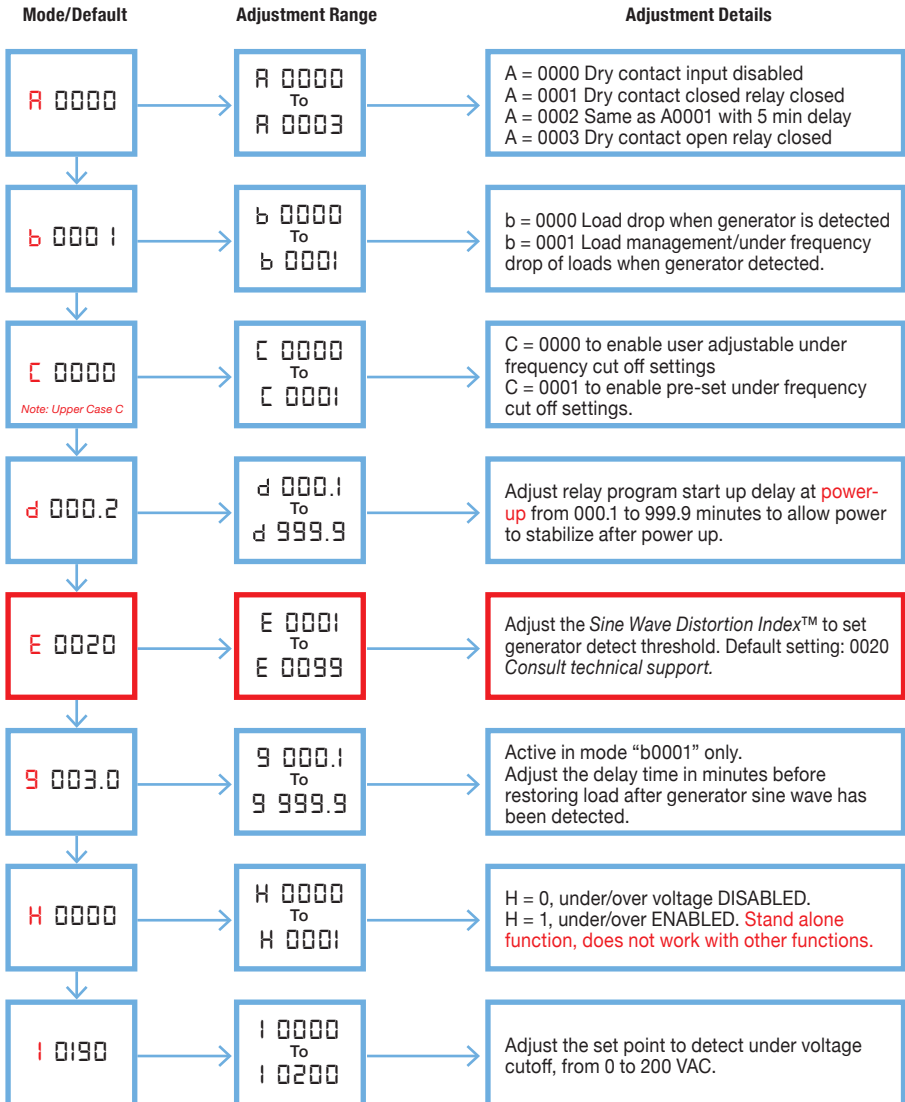 Mode/Default Adjustment Range Adjustment Details
A 0000
A 0000
To
A 0003
A = 0000 Dry contact input disabled
A = 0001 Dry contact closed relay closed
A = 0002 Same as A0001 with 5 min delay
A = 0003 Dry contact open relay closed
b 0001
b 0000
To
b 0001
b = 0000 Load drop when generator is detected
b = 0001 Load management/under frequency
drop of loads when generator detected.
C 0000
Note: Upper Case C
C 0000
To
C 0001
C = 0000 to enable user adjustable under
frequency cut off settings
C = 0001 to enable pre-set under frequency
cut off settings.
d 000.2
d 000.1
To
d 999.9
Adjust relay program start up delay at power-
up from 000.1 to 999.9 minutes to allow power
to stabilize after power up.
E 0020
E 0001
To
E 0099
Adjust the Sine Wave Distortion Index™ to set
generator detect threshold. Default setting: 0020
Consult technical support.
g 003.0
g 000.1
To
g 999.9
Active in mode “b0001” only.
Adjust the delay time in minutes before
restoring load after generator sine wave has
been detected.
H 0000
H 0000
To
H 0001
H = 0, under/over voltage DISABLED.
H = 1, under/over ENABLED. Stand alone
function, does not work with other functions.
I 0190
I 0000
To
I 0200
Adjust the set point to detect under voltage
cutoff, from 0 to 200 VAC.